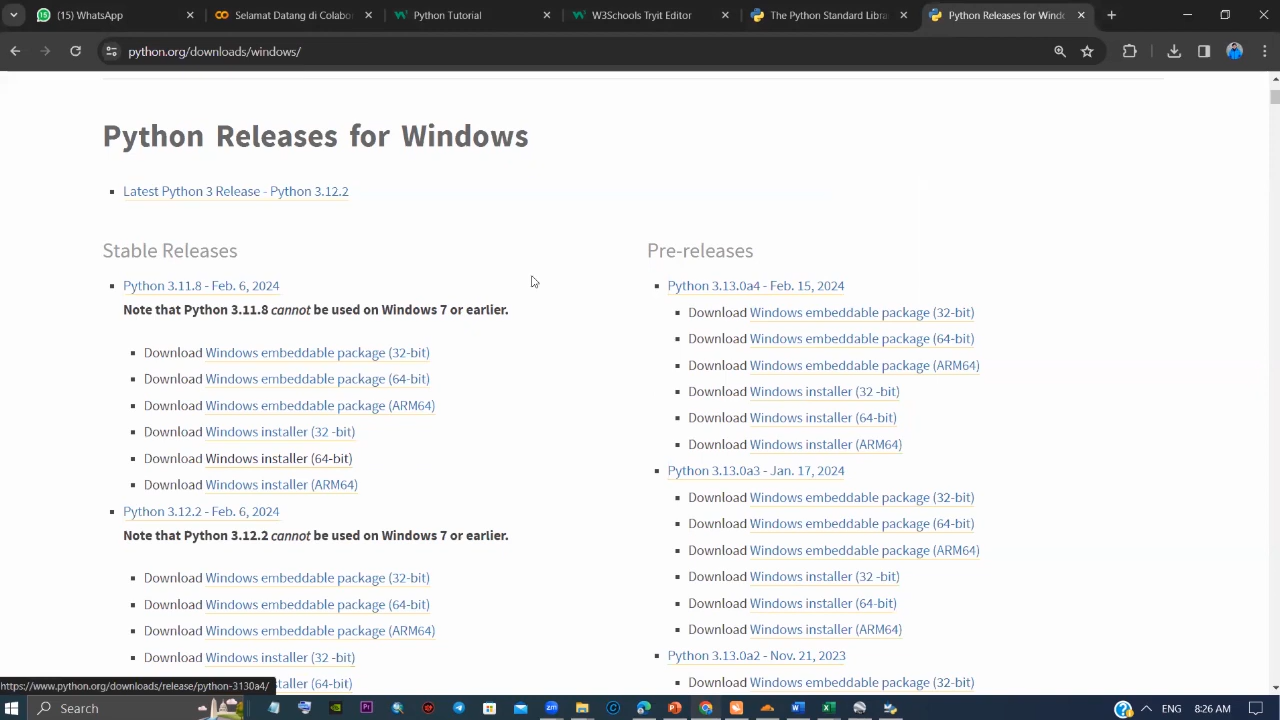 (15) WhatsApp
Selamat Datang di Colabo
Python Tutorial
W3Schools Tryit Editor
The Python Standard Libra
Python Releases for Windo
python.org/downloads/windows/
Python Releases for Windows
Latest Python 3 Release - Python 3.12.2
Stable Releases
Python 3.11.8 - Feb. 6, 2024
Note that Python 3.11.8 cannot be used on Windows 7 or earlier.
Download Windows embeddable package (32-bit)
Download Windows embeddable package (64-bit)
Download Windows embeddable package (ARM64)
Download Windows installer (32 -bit)
Download Windows installer (64-bit)
Download Windows installer (ARM64)
Python 3.12.2 - Feb. 6, 2024
Note that Python 3.12.2 cannot be used on Windows 7 or earlier.
Download Windows embeddable package (32-bit)
Download Windows embeddable package (64-bit)
Download Windows embeddable package (ARM64)
Download Windows installer (32 -bit)
taller (64-bit)
Pre-releases
Python 3.13.0a4 - Feb. 15, 2024
Download Windows embeddable package (32-bit)
Download Windows embeddable package (64-bit)
Download Windows embeddable package (ARM64)
Download Windows installer (32 -bit)
Download Windows installer (64-bit)
Download Windows installer (ARM64)
Python 3.13.0a3 - Jan. 17, 2024
Download Windows embeddable package (32-bit)
Download Windows embeddable package (64-bit)
Download Windows embeddable package (ARM64)
Download Windows installer (32 -bit)
Download Windows installer (64-bit)
Download Windows installer (ARM64)
Python 3.13.0a2 - Nov. 21, 2023
Download Windows embeddable package (32-bit)
https://www.python.org/downloads/release/python-3130a4/
Search
ENG
8:26 AM